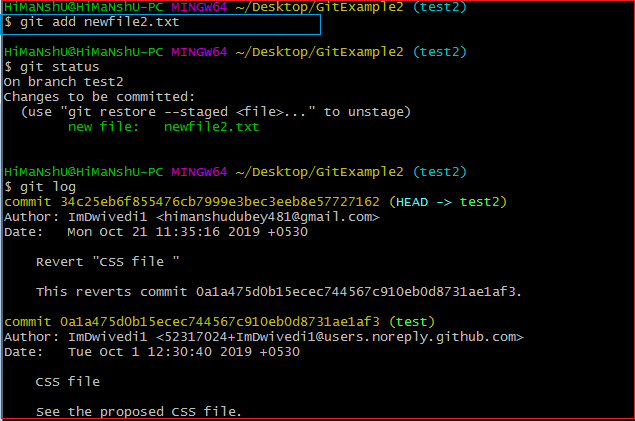 HiMaNshU@HiMaNshU-PC MINGW64 ~/Desktop/GitExample2 (test2)
$ git add newfile2.txt
HiMaNshU@HiMaNshU-PC MINGW64 ~/Desktop/GitExample2 (test2)
$ git status
On branch test2
Changes to be committed:
  (use "git restore --staged <file>..." to unstage)
        new file:   newfile2.txt
HiMaNshU@HiMaNshU-PC MINGW64 ~/Desktop/GitExample2 (test2)
$ git log
commit 34c25eb6f855476cb7999e3bec3eeb8e57727162 (HEAD -> test2)
Author: ImDwivedi1 <himanshudubey481@gmail.com>
Date:   Mon Oct 21 11:35:16 2019 +0530
    Revert "CSS file "
    This reverts commit 0a1a475d0b15ecec744567c910eb0d8731ae1af3.
commit 0a1a475d0b15ecec744567c910eb0d8731ae1af3 (test)
Author: ImDwivedi1 <52317024+ImDwivedi1@users.noreply.github.com>
Date:   Tue Oct 1 12:30:40 2019 +0530
    CSS file
    See the proposed CSS file.